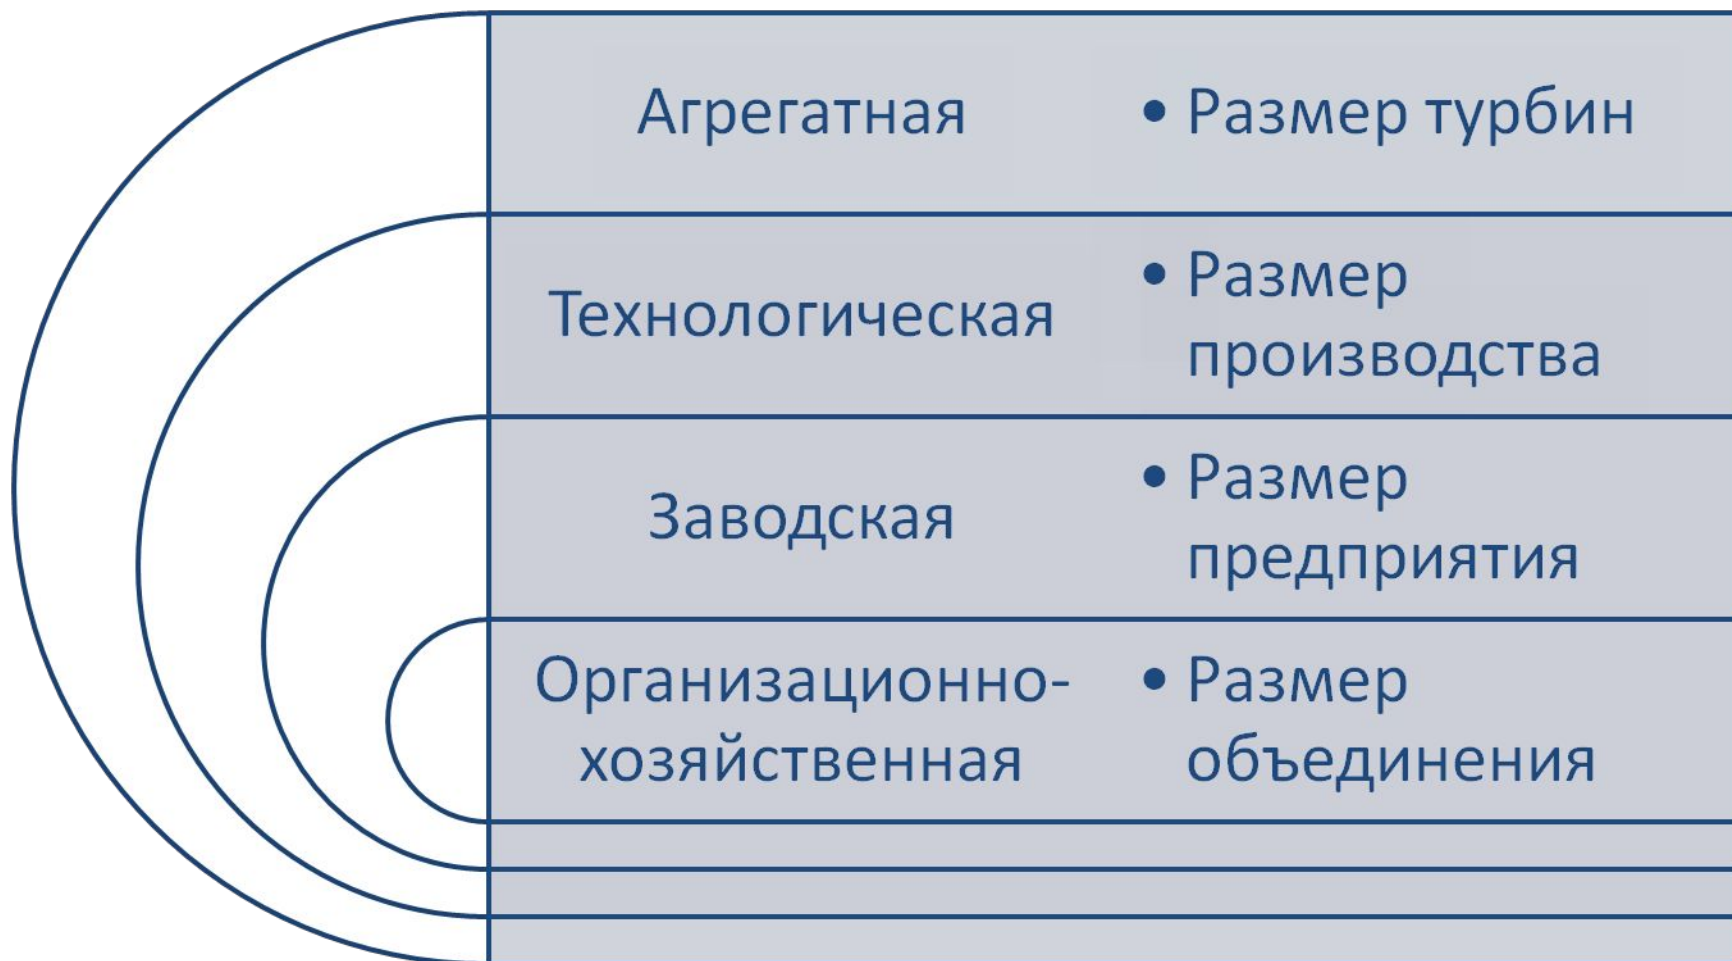 Агрегатная
• Размер турбин
Технологическая
• Размер
производства
Заводская
• Размер
предприятия
Организационно-
хозяйственная
• Размер
объединения